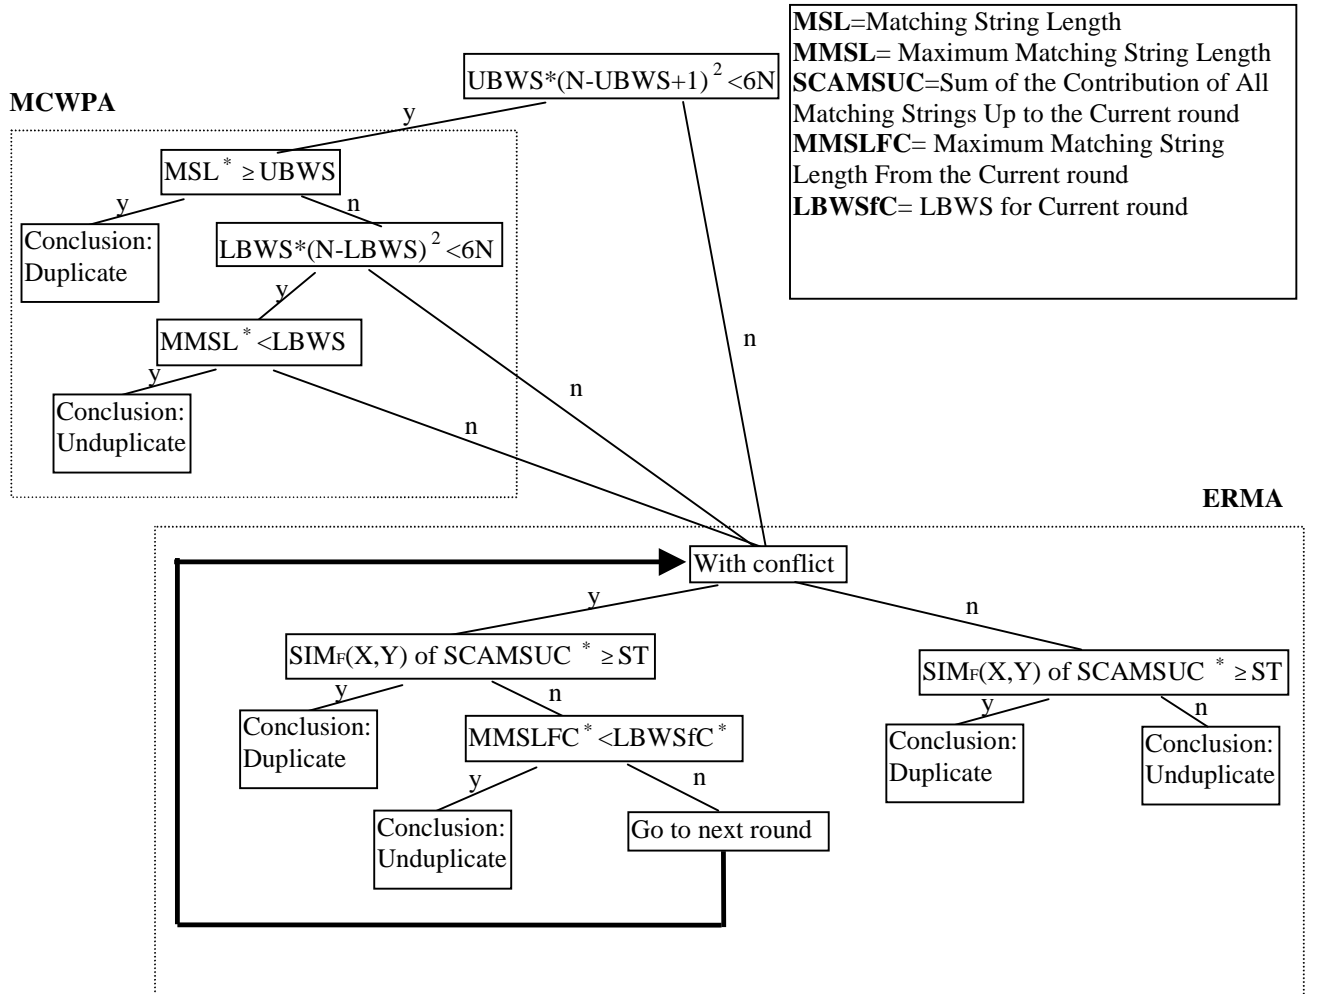 MSL=Matching String Length
MMSL= Maximum Matching String Length
SCAMSUC=Sum of the Contribution of All
Matching Strings Up to the Current round
MMSLFC= Maximum Matching String
Length From the Current round
LBWSfC= LBWS for Current round
UBWS*(N-UBWS+1)² <6N
MCWPA
y
n
MSL* ≥UBWS
y
n
Conclusion:
Duplicate
LBWS*(N-LBWS)² <6N
y
n
MMSL* <LBWS
y
n
Conclusion:
Unduplicate
ERMA
With conflict
y
n
SIMF(X,Y) of SCAMSUC* ≥ST
y
n
Conclusion:
Duplicate
MMSLFC* <LBWSfC*
y
n
Conclusion:
Unduplicate
Go to next round
SIMF(X,Y) of SCAMSUC* ≥ST
y
n
Conclusion:
Duplicate
Conclusion:
Unduplicate